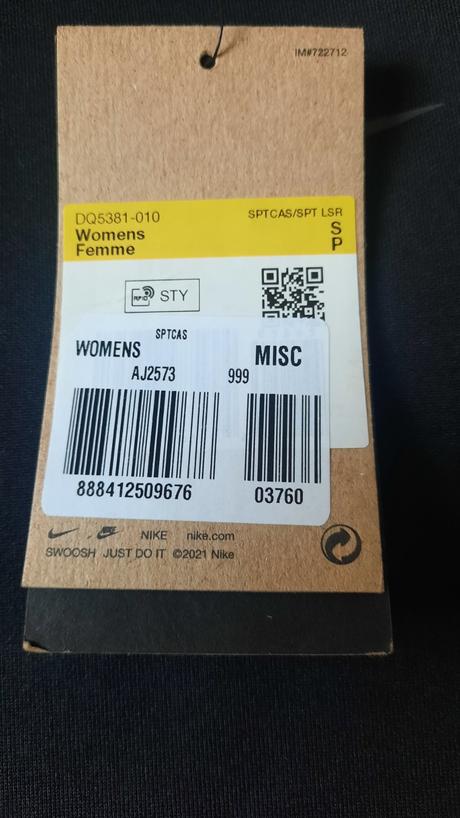 IM#722712
DQ5381-010 SPTCAS/SPT LSR
Womens S
Femme P
RFID STY
SPTCAS
WOMENS MISC
AJ2573 999
888412509676 03760
NIKE nike.com
SWOOSH JUST DO IT ©2021 Nike